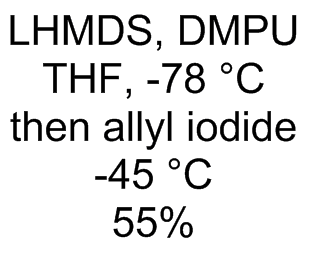 LHMDS, DMPU
THF, -78 °C
then allyl iodide
-45 °C
55%